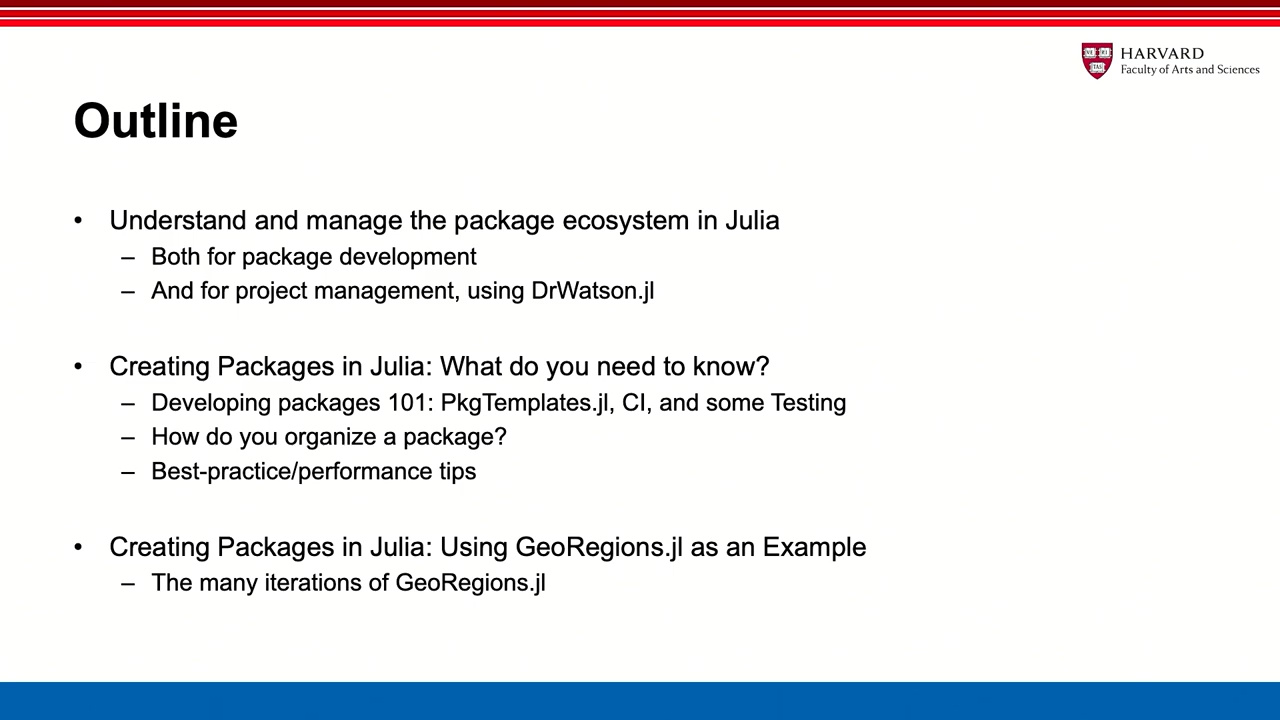 HARVARD
Faculty of Arts and Sciences
Outline
• Understand and manage the package ecosystem in Julia
– Both for package development
– And for project management, using DrWatson.jl
• Creating Packages in Julia: What do you need to know?
– Developing packages 101: PkgTemplates.jl, CI, and some Testing
– How do you organize a package?
– Best-practice/performance tips
• Creating Packages in Julia: Using GeoRegions.jl as an Example
– The many iterations of GeoRegions.jl